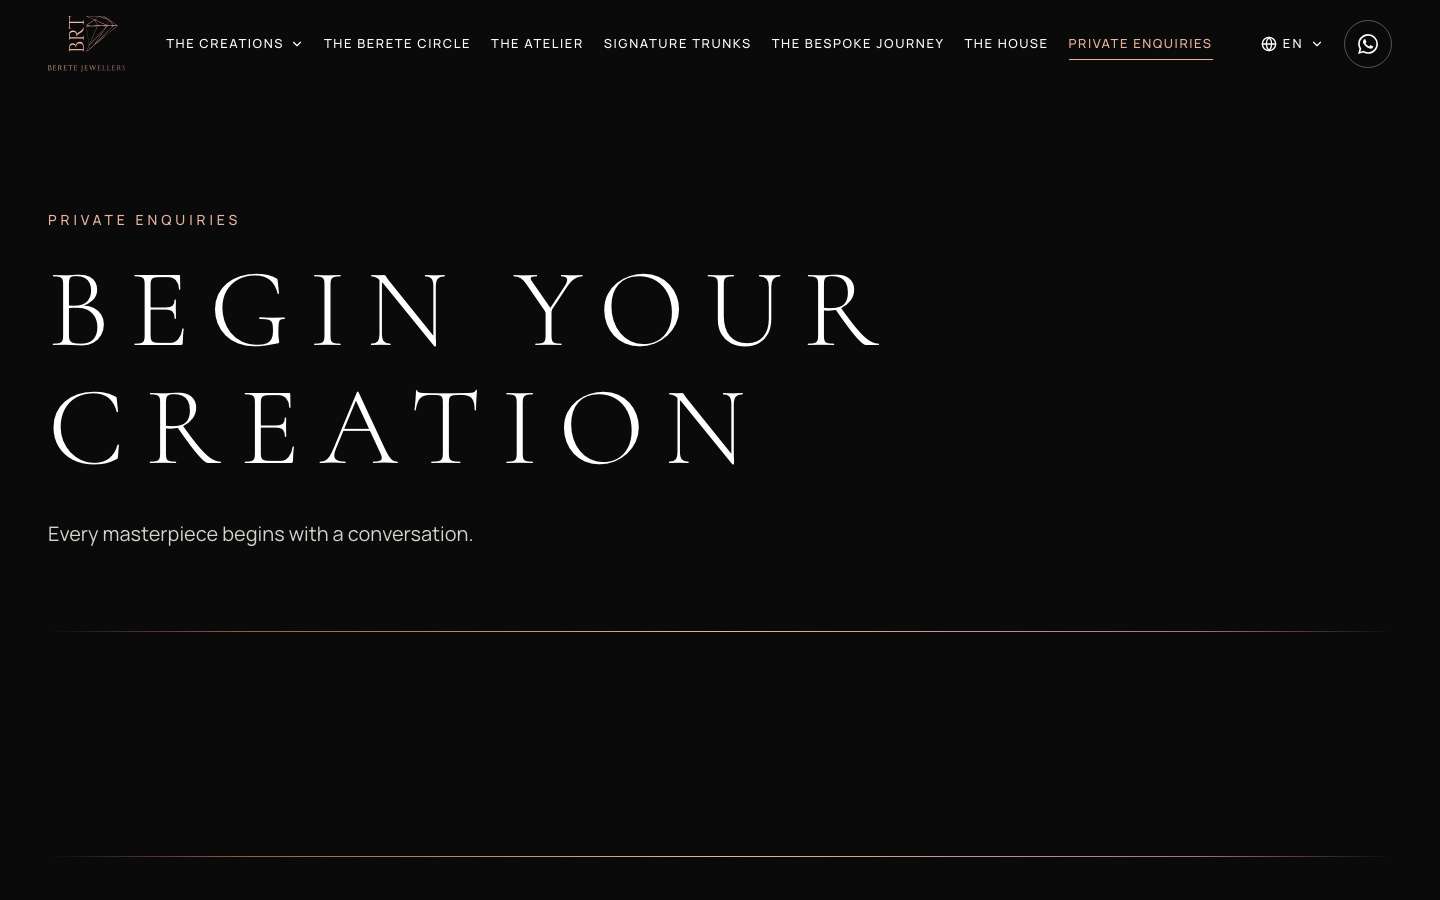 BRT
BERETE JEWELLERS
THE CREATIONS
THE BERETE CIRCLE
THE ATELIER
SIGNATURE TRUNKS
THE BESPOKE JOURNEY
THE HOUSE
PRIVATE ENQUIRIES
EN
PRIVATE ENQUIRIES
BEGIN YOUR
CREATION
Every masterpiece begins with a conversation.